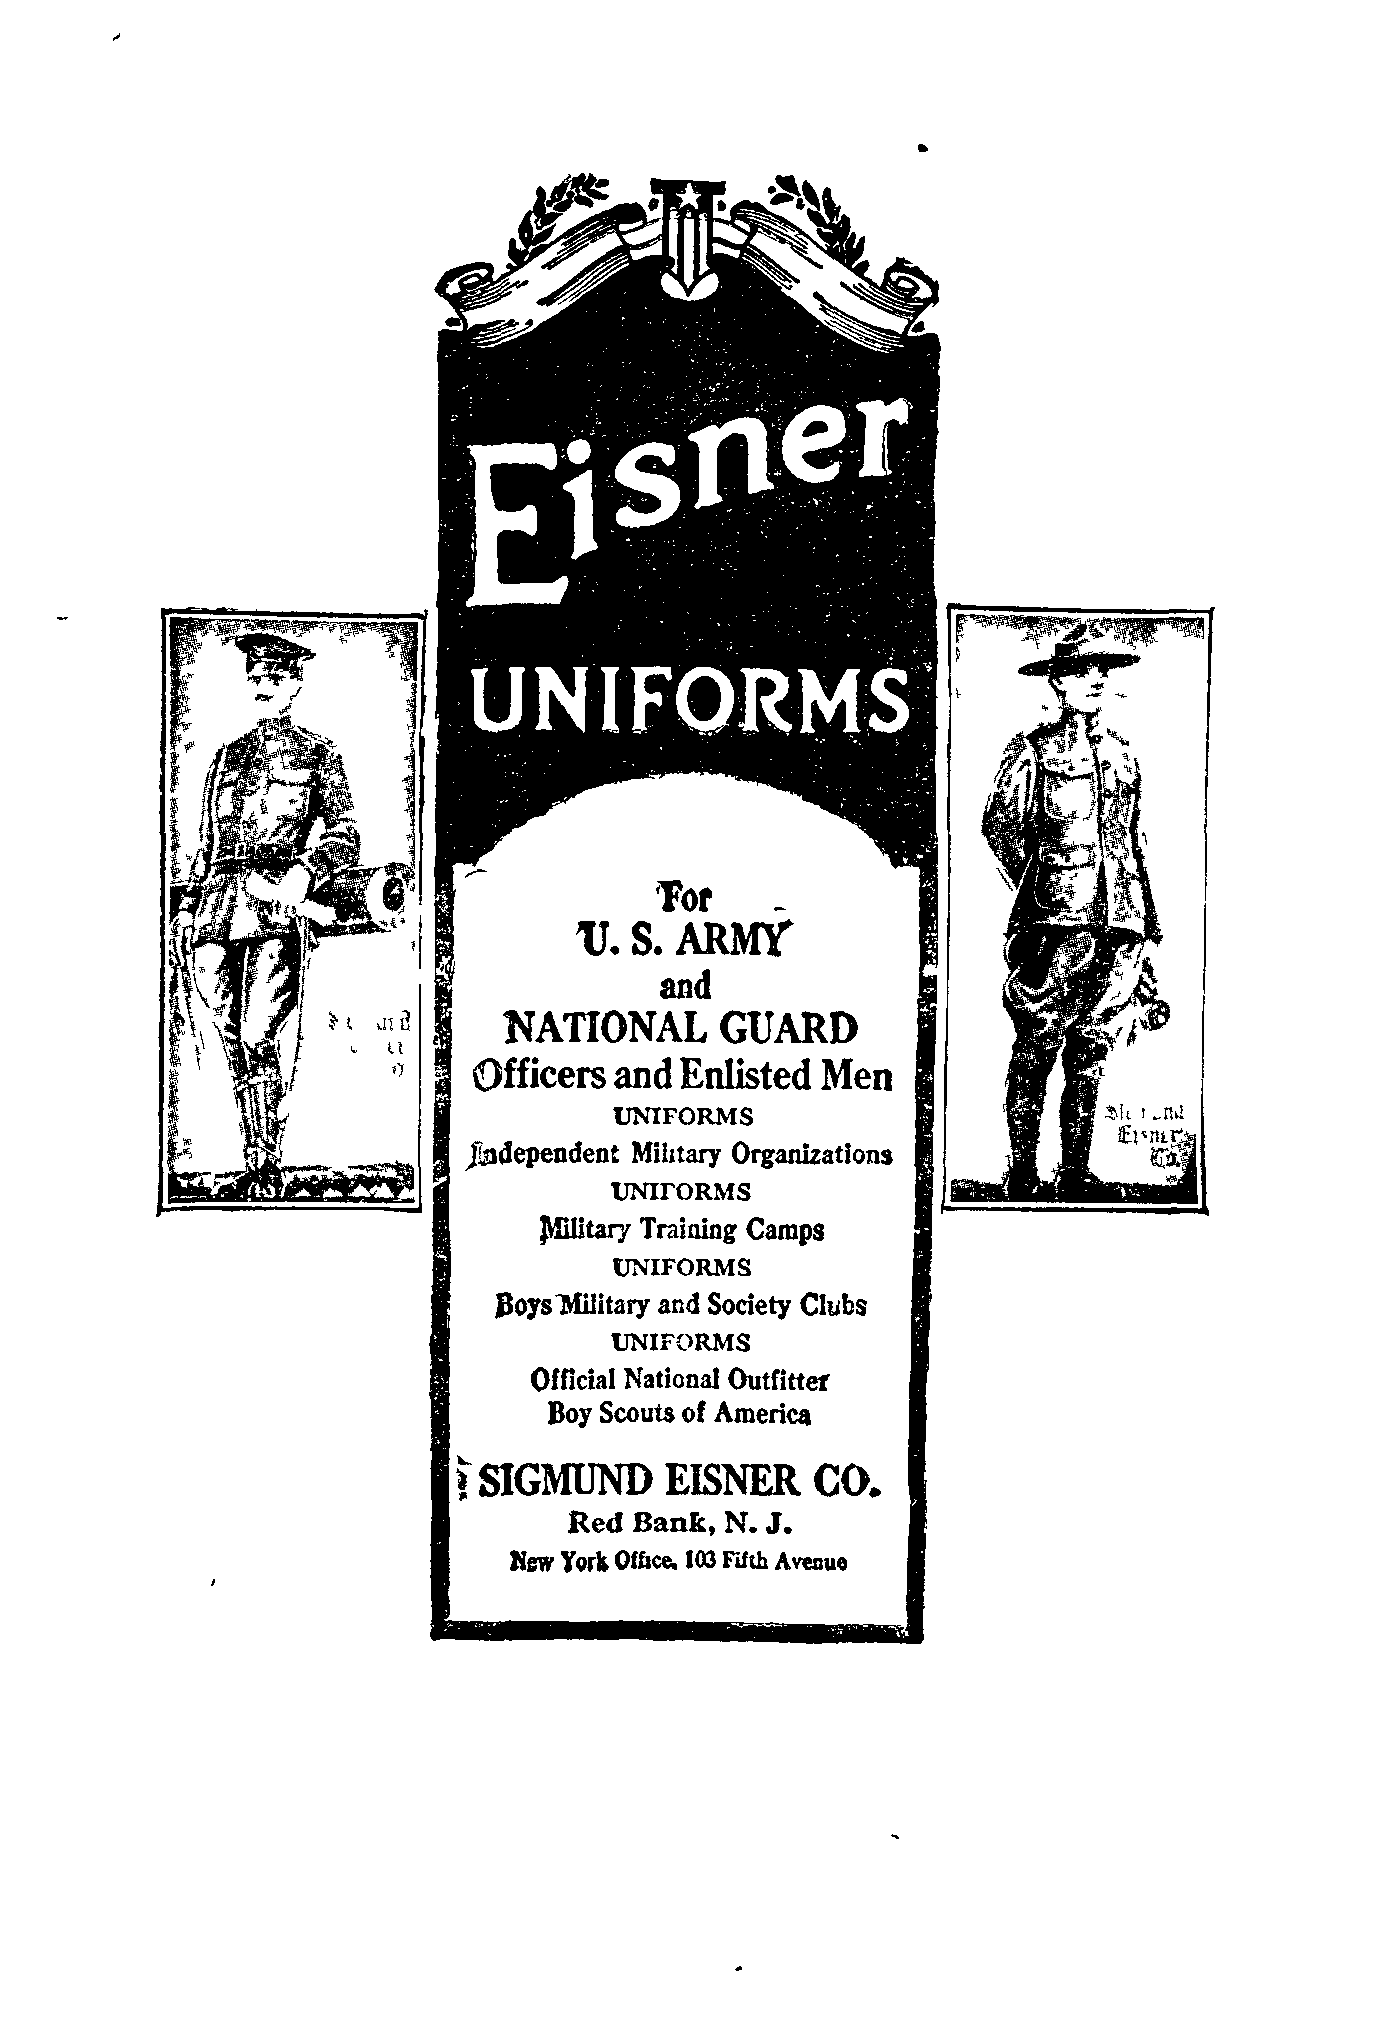 Eisner
UNIFORMS
For
U. S. ARMY
and
NATIONAL GUARD
Officers and Enlisted Men
UNIFORMS
Independent Military Organizations
UNIFORMS
Military Training Camps
UNIFORMS
Boys Military and Society Clubs
UNIFORMS
Official National Outfitter
Boy Scouts of America
SIGMUND EISNER CO.
Red Bank, N. J.
New York Office, 103 Fifth Avenue
Eisner
Co.